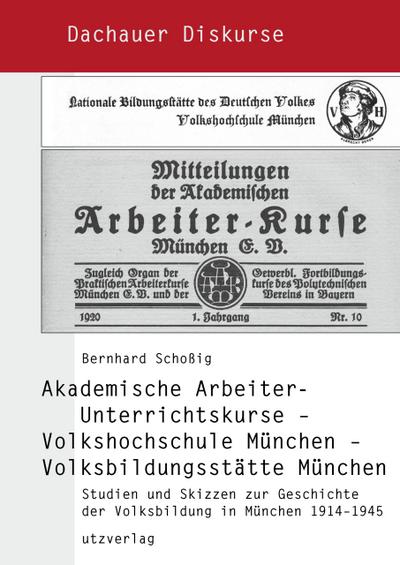 Dachauer Diskurse
Nationale Bildungsstätte des Deutschen Volkes
Volkshochschule München
V H
Mitteilungen
der Akademischen
Arbeiter-Kurse
München E. V.
Zugleich Organ der
Praktischen Arbeiterkurse
München E. V. und der
Gewerbl. Fortbildungs-
kurse des Polytechnischen
Vereins in Bayern
1920 1. Jahrgang Nr. 10
Bernhard Schoßig
Akademische Arbeiter-
Unterrichtskurse –
Volkshochschule München –
Volksbildungsstätte München
Studien und Skizzen zur Geschichte
der Volksbildung in München 1914–1945
utzverlag